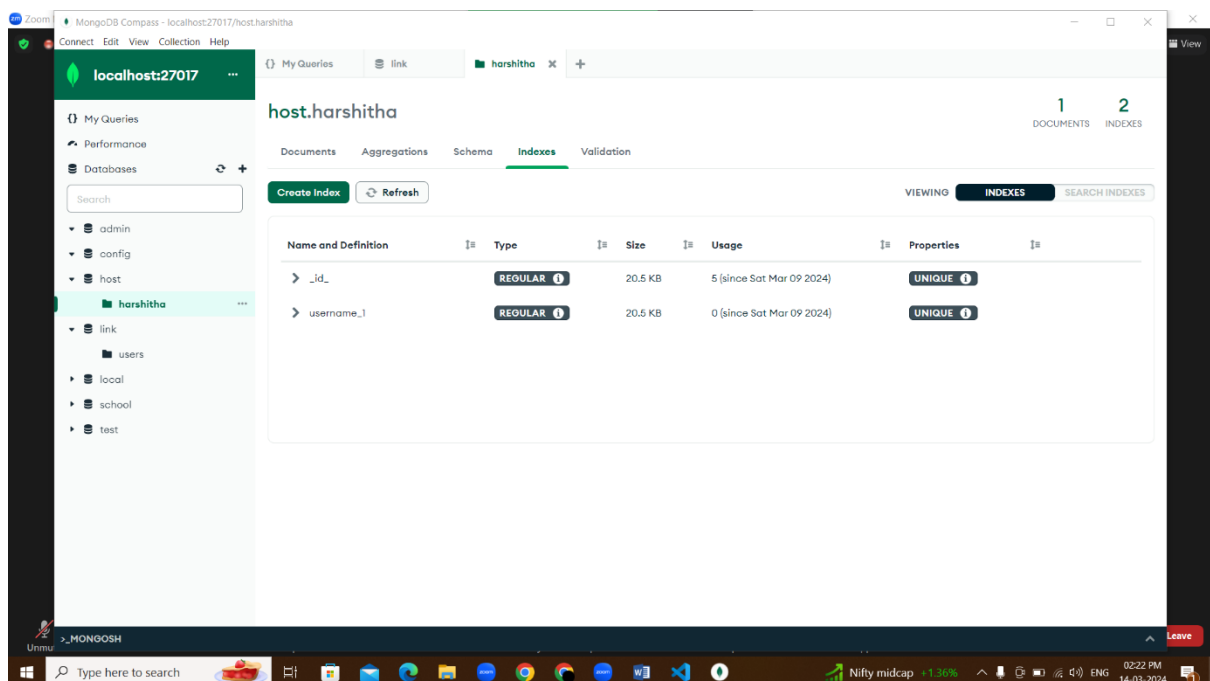 Zoom
MongoDB Compass - localhost:27017/host.harshitha
Connect Edit View Collection Help
View
localhost:27017 ...
{} My Queries
link
harshitha
host.harshitha
1
DOCUMENTS
2
INDEXES
{} My Queries
Performance
Databases
Search
admin
config
host
harshitha
link
users
local
school
test
Documents Aggregations Schema Indexes Validation
Create Index Refresh
VIEWING INDEXES SEARCH INDEXES
Name and Definition Type Size Usage Properties
_id_ REGULAR 20.5 KB 5 (since Sat Mar 09 2024) UNIQUE
username_1 REGULAR 20.5 KB 0 (since Sat Mar 09 2024) UNIQUE
>_MONGOSH
Unmu
Leave
Type here to search
Nifty midcap +1.36%
ENG
02:22 PM
14-03-2024